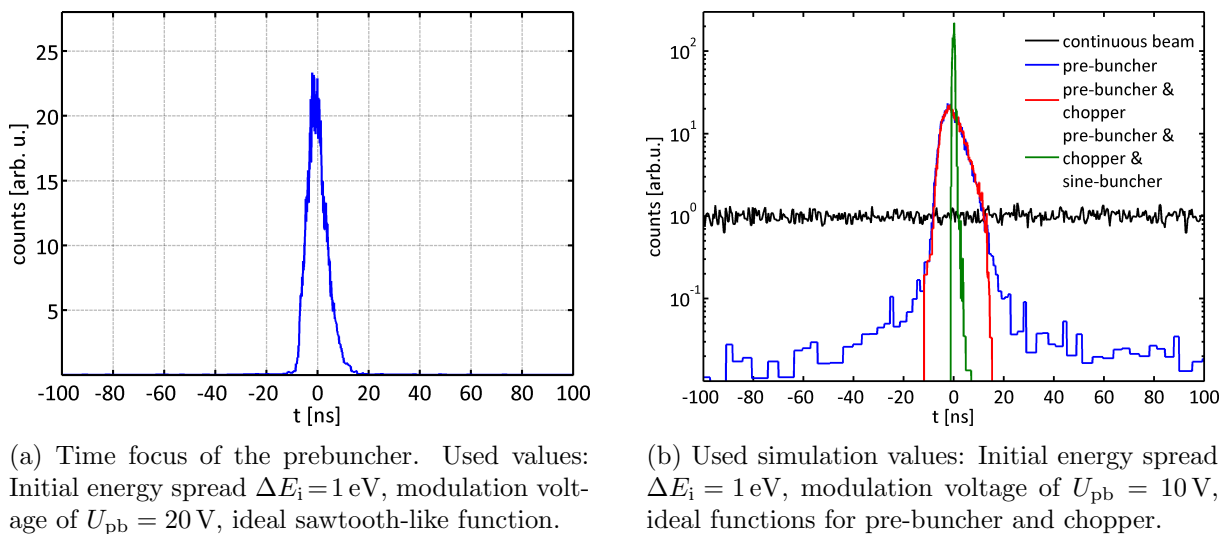 25
20
15
10
5
counts [arb. u.]
-100 -80 -60 -40 -20 0 20 40 60 80 100
t [ns]
10²
10¹
10⁰
10⁻¹
counts [arb.u.]
continuous beam
pre-buncher
pre-buncher &
chopper
pre-buncher &
chopper &
sine-buncher
-100 -80 -60 -40 -20 0 20 40 60 80 100
t [ns]
(a) Time focus of the prebuncher. Used values:
Initial energy spread ΔEᵢ = 1 eV, modulation volt-
age of U_pb = 20 V, ideal sawtooth-like function.
(b) Used simulation values: Initial energy spread
ΔEᵢ = 1 eV, modulation voltage of U_pb = 10 V,
ideal functions for pre-buncher and chopper.